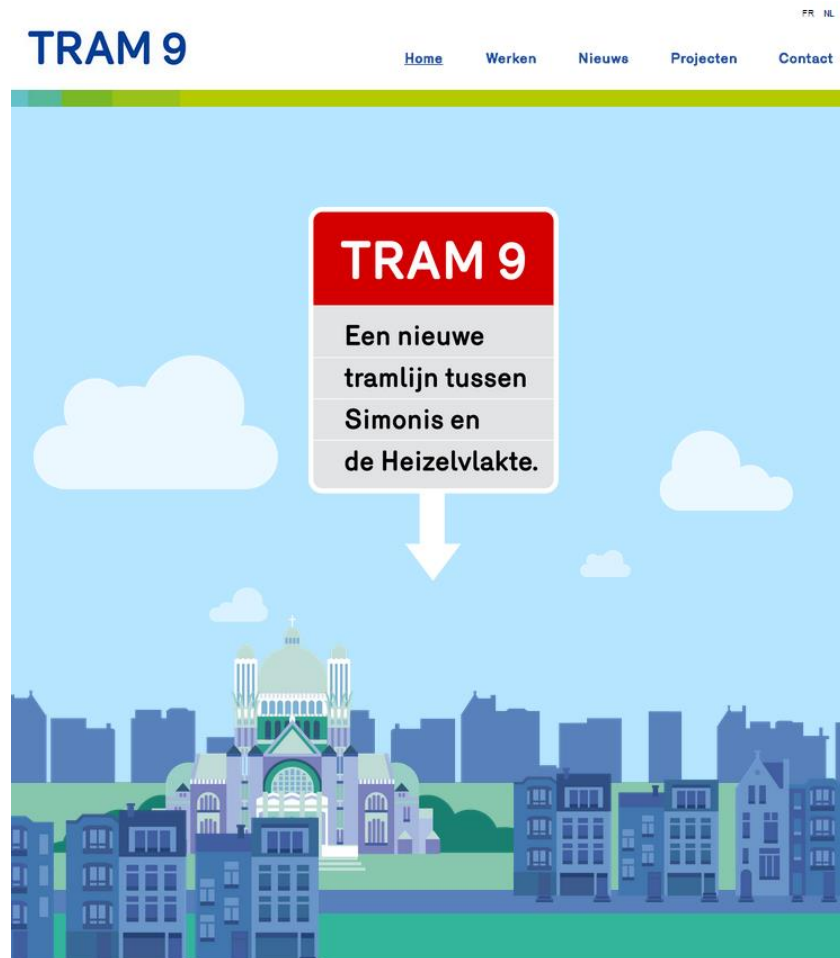 FR NL
TRAM 9
Home Werken Nieuws Projecten Contact
TRAM 9
Een nieuwe
tramlijn tussen
Simonis en
de Heizelvlakte.